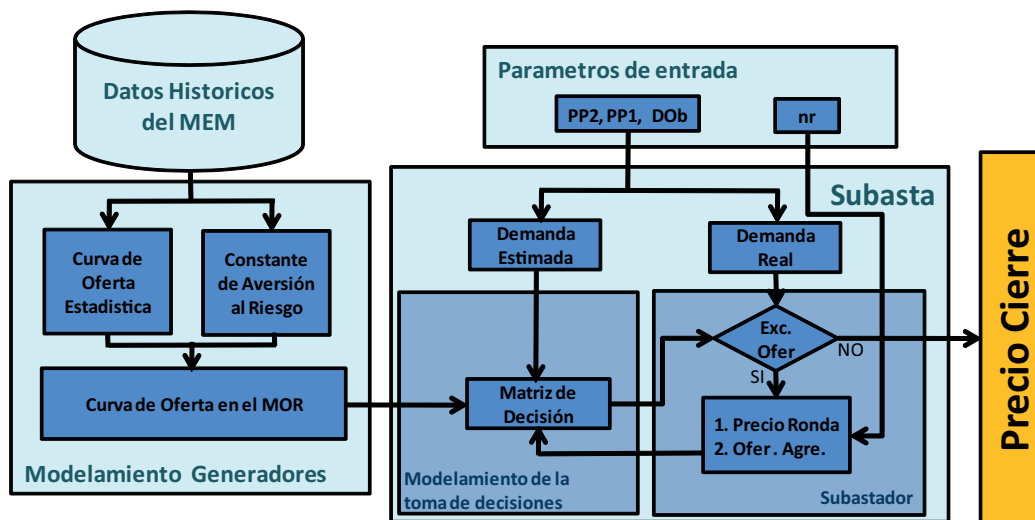 Datos Historicos
del MEM
Parametros de entrada
PP2, PP1, DOb
nr
Curva de
Oferta
Estadistica
Constante
de Aversión
al Riesgo
Curva de Oferta en el MOR
Modelamiento Generadores
Subasta
Demanda
Estimada
Demanda
Real
Matriz de
Decisión
Modelamiento de la
toma de decisiones
Exc.
Ofer
NO
SI
1. Precio Ronda
2. Ofer . Agre.
Subastador
Precio Cierre